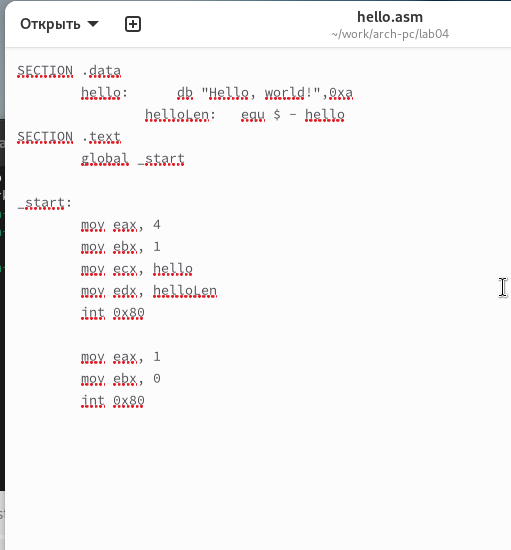 Открыть
hello.asm
~/work/arch-pc/lab04
SECTION .data
hello: db "Hello, world!",0xa
helloLen: equ $ - hello
SECTION .text
global _start
_start:
mov eax, 4
mov ebx, 1
mov ecx, hello
mov edx, helloLen
int 0x80
mov eax, 1
mov ebx, 0
int 0x80